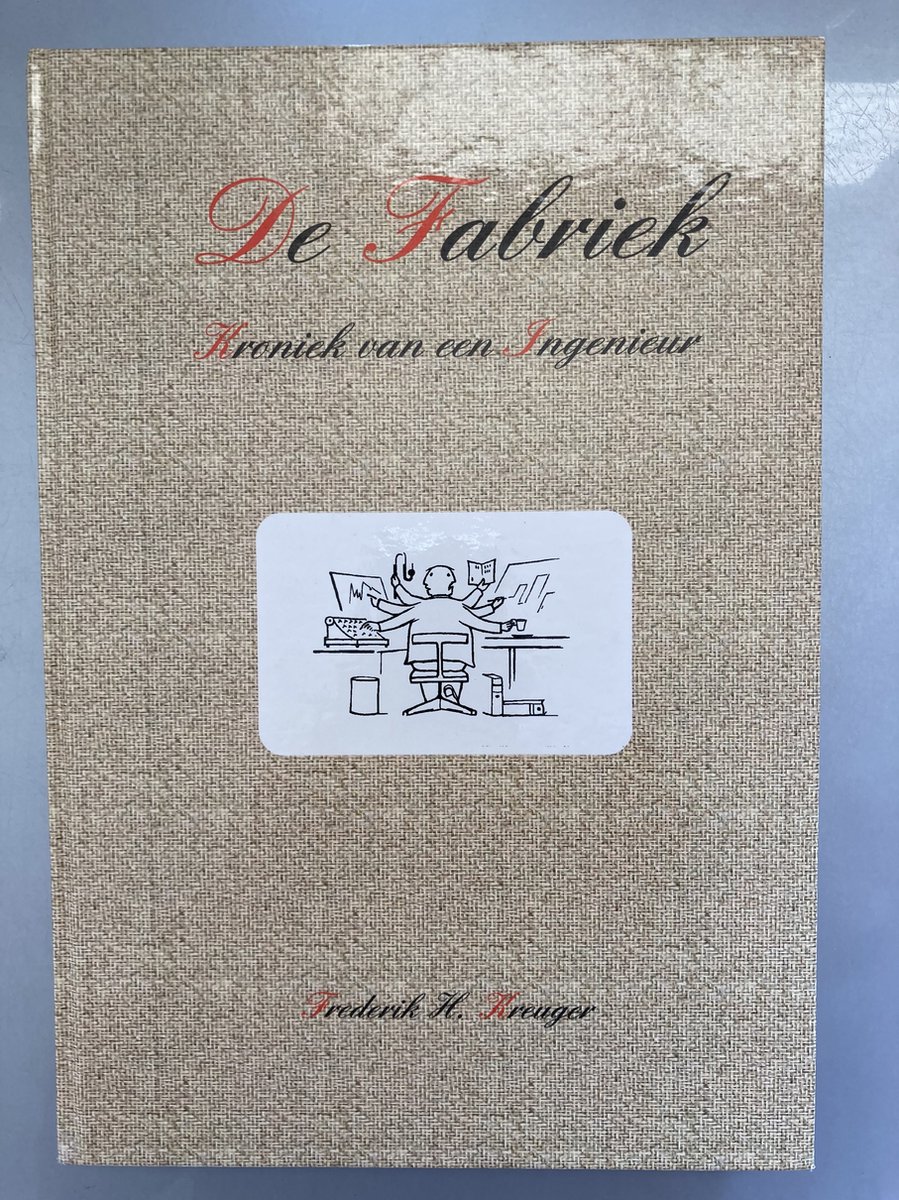 De Fabriek
Kroniek van een Ingenieur
Frederik H. Kreuger